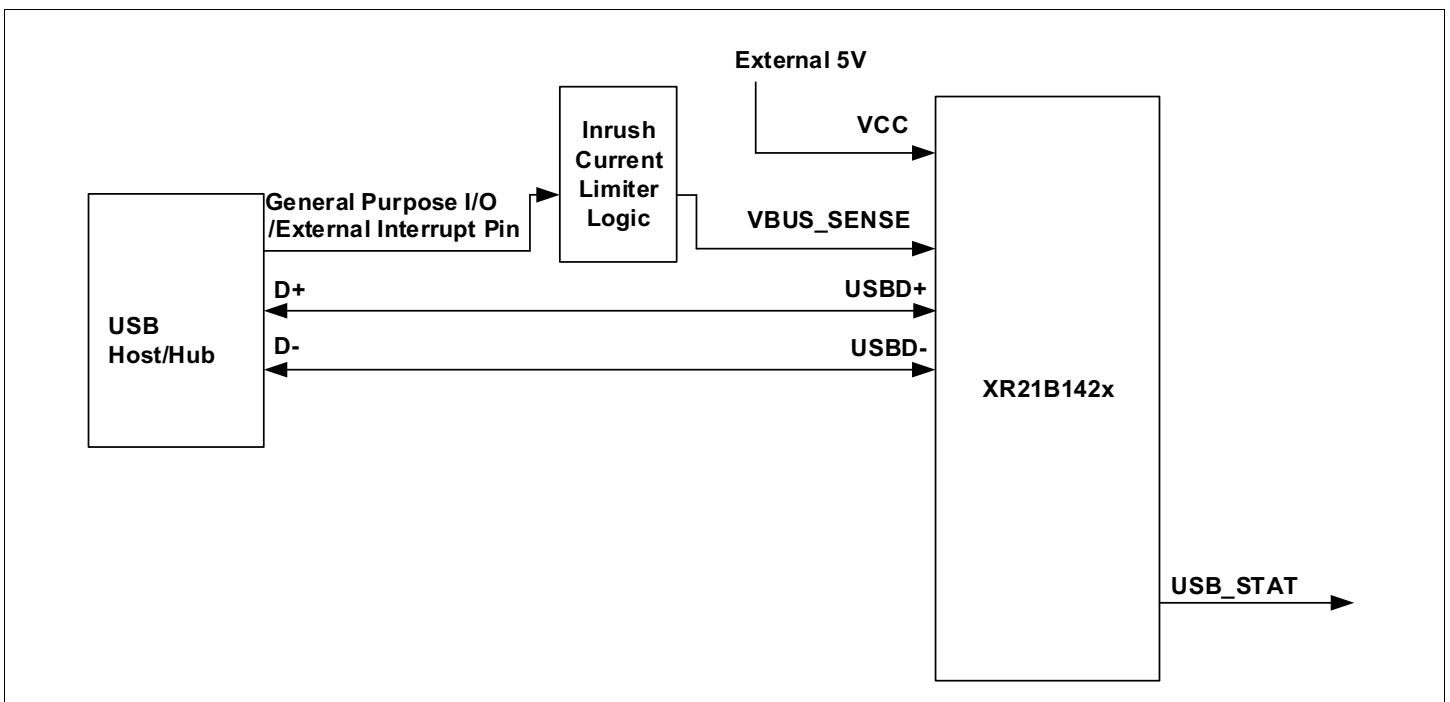 External 5V
VCC
Inrush
Current
Limiter
Logic
General Purpose I/O
/External Interrupt Pin
VBUS_SENSE
D+
USBD+
USB
Host/Hub
D-
USBD-
XR21B142x
USB_STAT